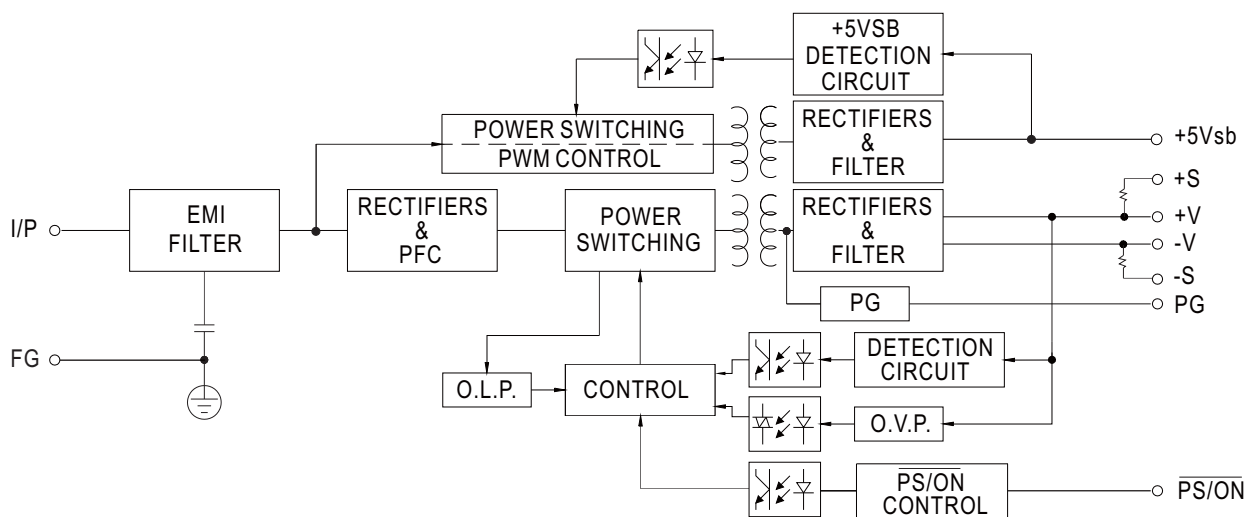 +5VSB
DETECTION
CIRCUIT
POWER SWITCHING
PWM CONTROL
RECTIFIERS
&
FILTER
+5Vsb
I/P
EMI
FILTER
RECTIFIERS
&
PFC
POWER
SWITCHING
RECTIFIERS
&
FILTER
+S
+V
-V
-S
PG
PG
FG
O.L.P.
CONTROL
DETECTION
CIRCUIT
O.V.P.
PS/ON
CONTROL
PS/ON